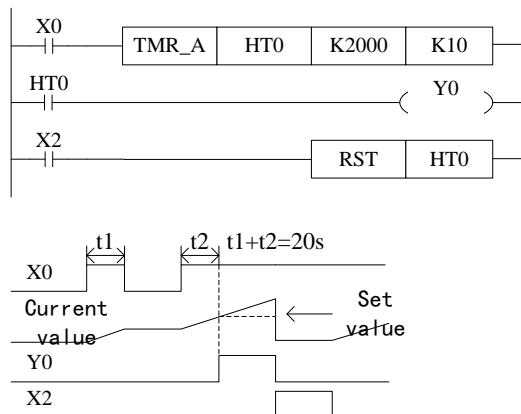 X0
TMR_A HT0 K2000 K10
HT0
Y0
X2
RST HT0
t1 t2 t1+t2=20s
X0
Current value
Set value
Y0
X2